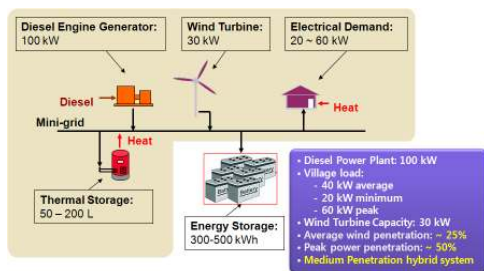 Diesel Engine Generator:
100 kW
Wind Turbine:
30 kW
Electrical Demand:
20 ~ 60 kW
Diesel
Heat
Mini-grid
Heat
Thermal Storage:
50 – 200 L
Energy Storage:
300-500 kWh
• Diesel Power Plant: 100 kW
• Village load:
- 40 kW average
- 20 kW minimum
- 60 kW peak
• Wind Turbine Capacity: 30 kW
• Average wind penetration: ~ 25%
• Peak power penetration: ~ 50%
• Medium Penetration hybrid system